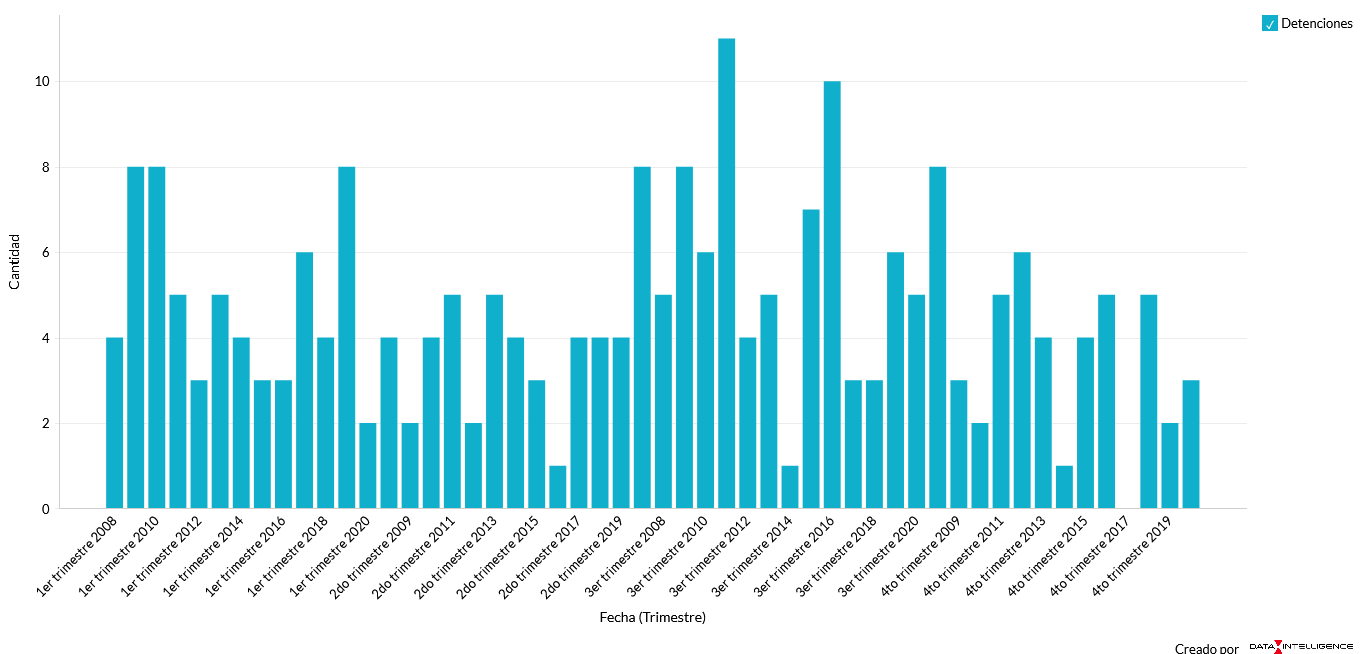 Detenciones
10
8
6
4
2
0
Cantidad
1er trimestre 2008
1er trimestre 2010
1er trimestre 2012
1er trimestre 2014
1er trimestre 2016
1er trimestre 2018
1er trimestre 2020
2do trimestre 2009
2do trimestre 2011
2do trimestre 2013
2do trimestre 2015
2do trimestre 2017
2do trimestre 2019
3er trimestre 2008
3er trimestre 2010
3er trimestre 2012
3er trimestre 2014
3er trimestre 2016
3er trimestre 2018
3er trimestre 2020
4to trimestre 2009
4to trimestre 2011
4to trimestre 2013
4to trimestre 2015
4to trimestre 2017
4to trimestre 2019
Fecha (Trimestre)
Creado por DATA INTELLIGENCE